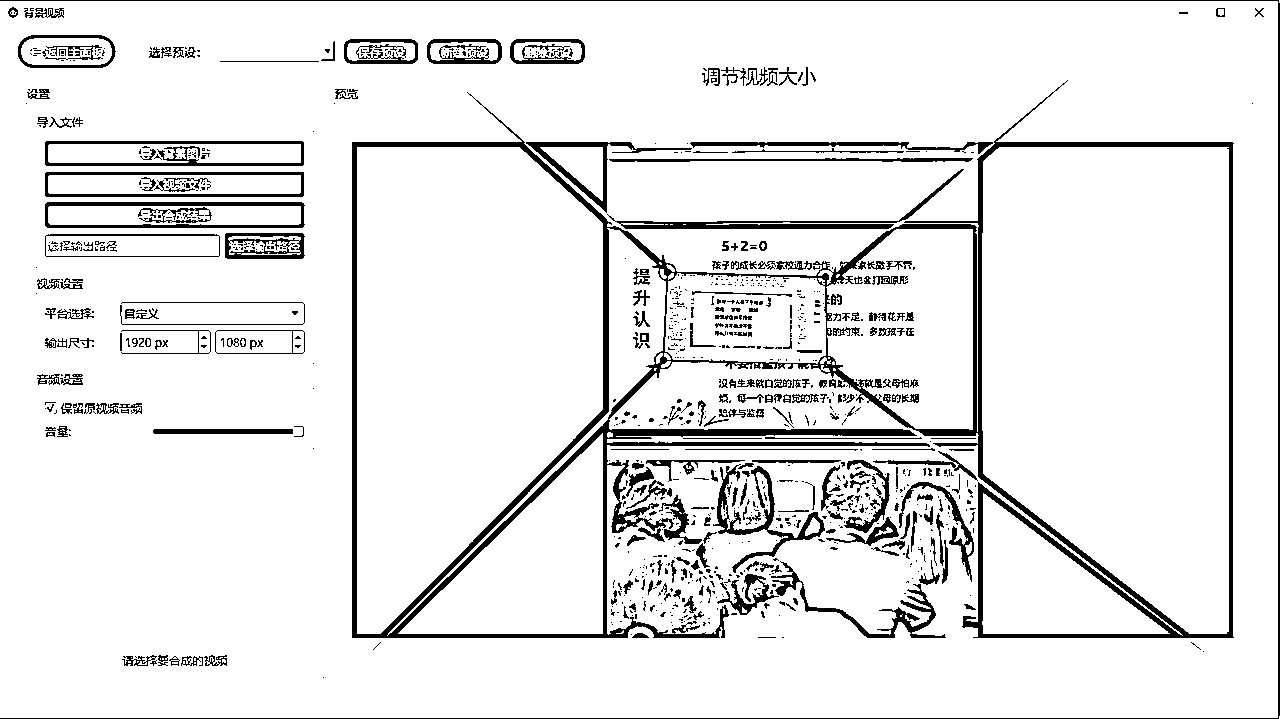 背景视频
返回主面板
选择预设:
保存预设
新建预设
删除预设
调节视频大小
设置
预览
导入文件
导入背景图片
导入视频文件
导出合成结果
选择输出路径
选择输出路径
视频设置
平台选择:
自定义
输出尺寸:
1920 px
1080 px
音频设置
保留原视频音频
音量:
请选择要合成的视频
5+2=0
孩子的成长必须家校通力合作,如果家长撒手不管,
天也会打回原形
提升认识
的
力不足,静待花开是
的约束,多数孩子在
没有生来就自觉的孩子,教育
就是父母怕麻
烦,每一个自律自觉的孩子,都少不了父母的长期
陪伴与监督